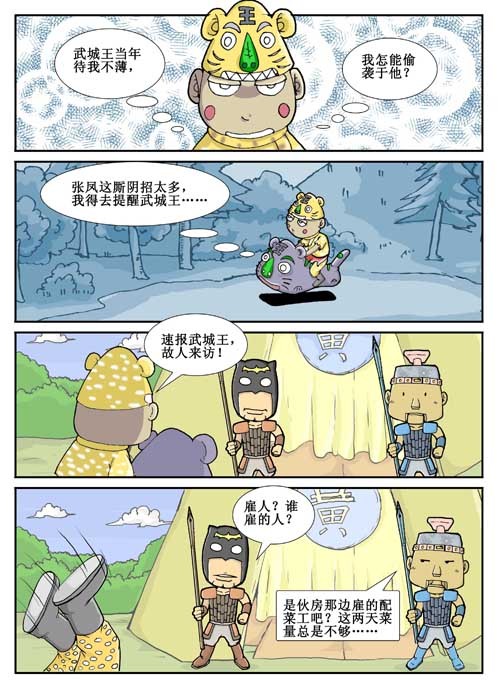 王
武城王当年
待我不薄，
我怎能偷
袭于他？
张凤这厮阴招太多，
我得去提醒武城王……
速报武城王，
故人来访！
黄
雇人？谁
雇的人？
黄
是伙房那边雇的配
菜工吧？这两天菜
量总是不够……